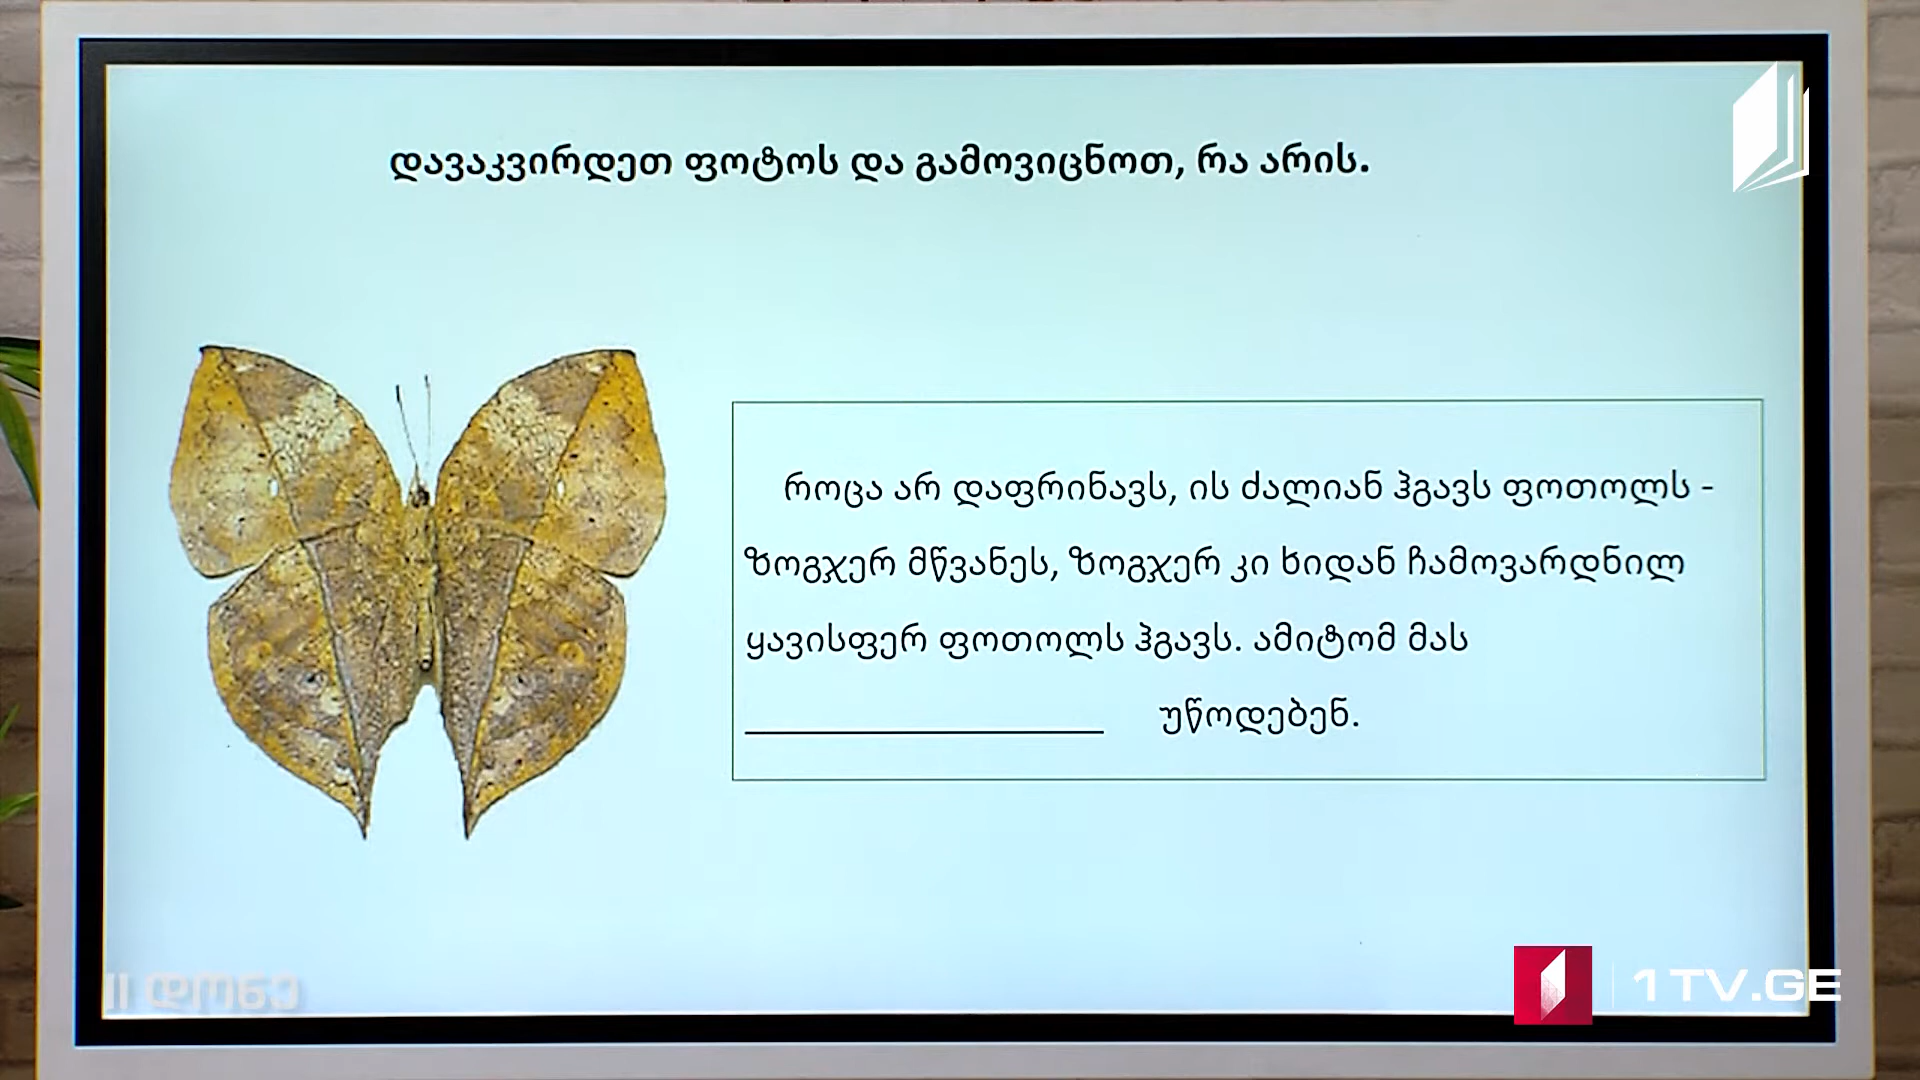 დავაკვირდეთ ფოტოს და გამოვიცნოთ, რა არის.
როცა არ დაფრინავს, ის ძალიან ჰგავს ფოთოლს -
ზოგჯერ მწვანეს, ზოგჯერ კი ხიდან ჩამოვარდნილ
ყავისფერ ფოთოლს ჰგავს. ამიტომ მას
უწოდებენ.
II დონე
1TV.GE